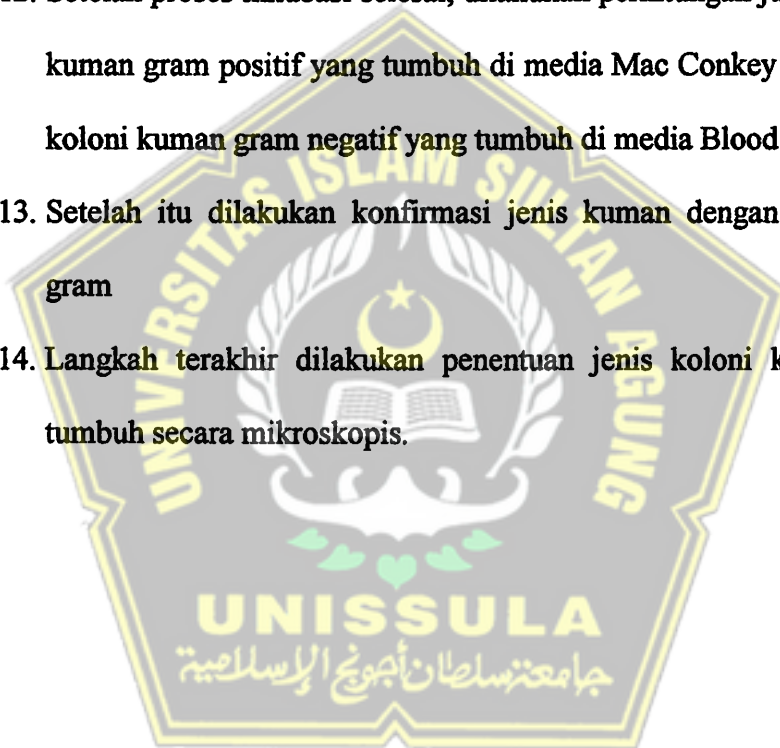 kuman gram positif yang tumbuh di media Mac Conkey
koloni kuman gram negatif yang tumbuh di media Blood
13. Setelah itu dilakukan konfirmasi jenis kuman dengan
gram
14. Langkah terakhir dilakukan penentuan jenis koloni
tumbuh secara mikroskopis.
UNIVERSITAS ISLAM SULTAN AGUNG
UNISSULA
جامعة سلطان أجونج الإسلامية